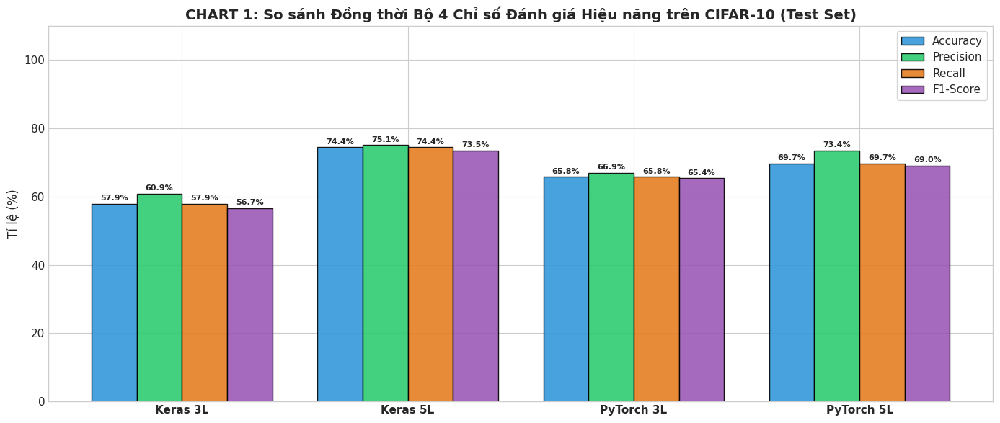 CHART 1: So sánh Đồng thời Bộ 4 Chỉ số Đánh giá Hiệu năng trên CIFAR-10 (Test Set)
Accuracy
Precision
Recall
F1-Score
Tỉ lệ (%)
100
80
60
40
20
0
57.9%
60.9%
57.9%
56.7%
74.4%
75.1%
74.4%
73.5%
65.8%
66.9%
65.8%
65.4%
69.7%
73.4%
69.7%
69.0%
Keras 3L
Keras 5L
PyTorch 3L
PyTorch 5L